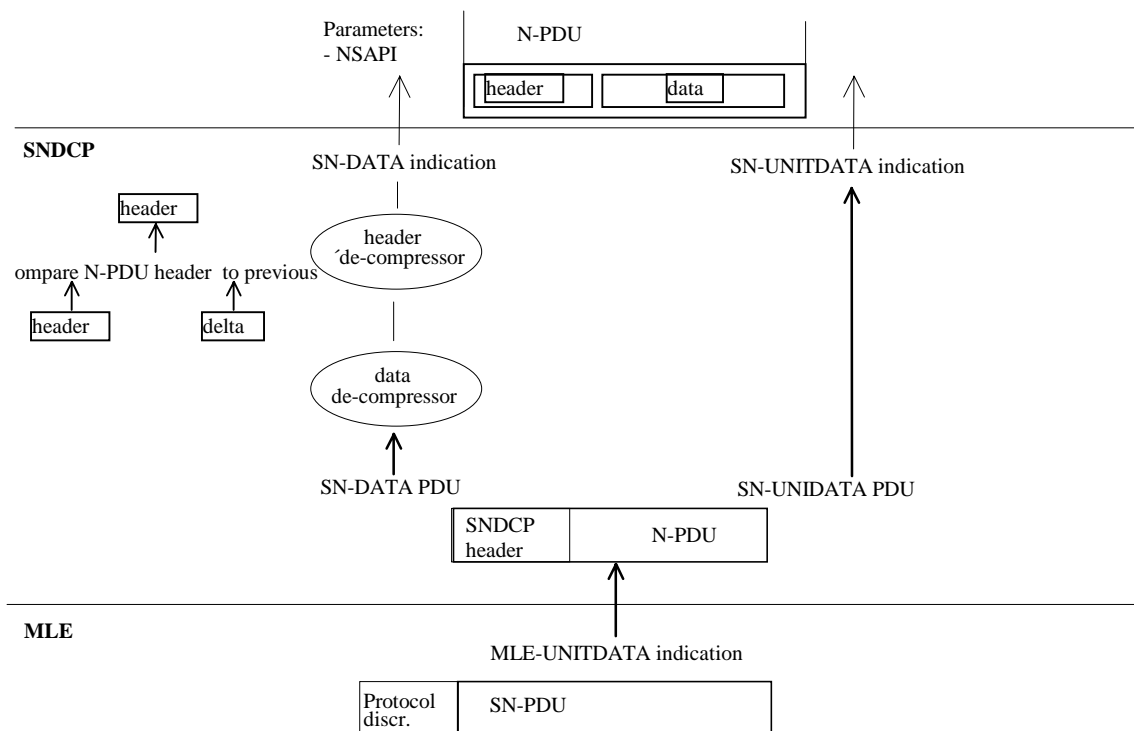 Parameters:
- NSAPI
N-PDU
header
data
SNDCP
SN-DATA indication
SN-UNITDATA indication
header
header
´de-compressor
ompare N-PDU header to previous
header
delta
data
de-compressor
SN-DATA PDU
SN-UNIDATA PDU
SNDCP
header
N-PDU
MLE
MLE-UNITDATA indication
Protocol
discr.
SN-PDU